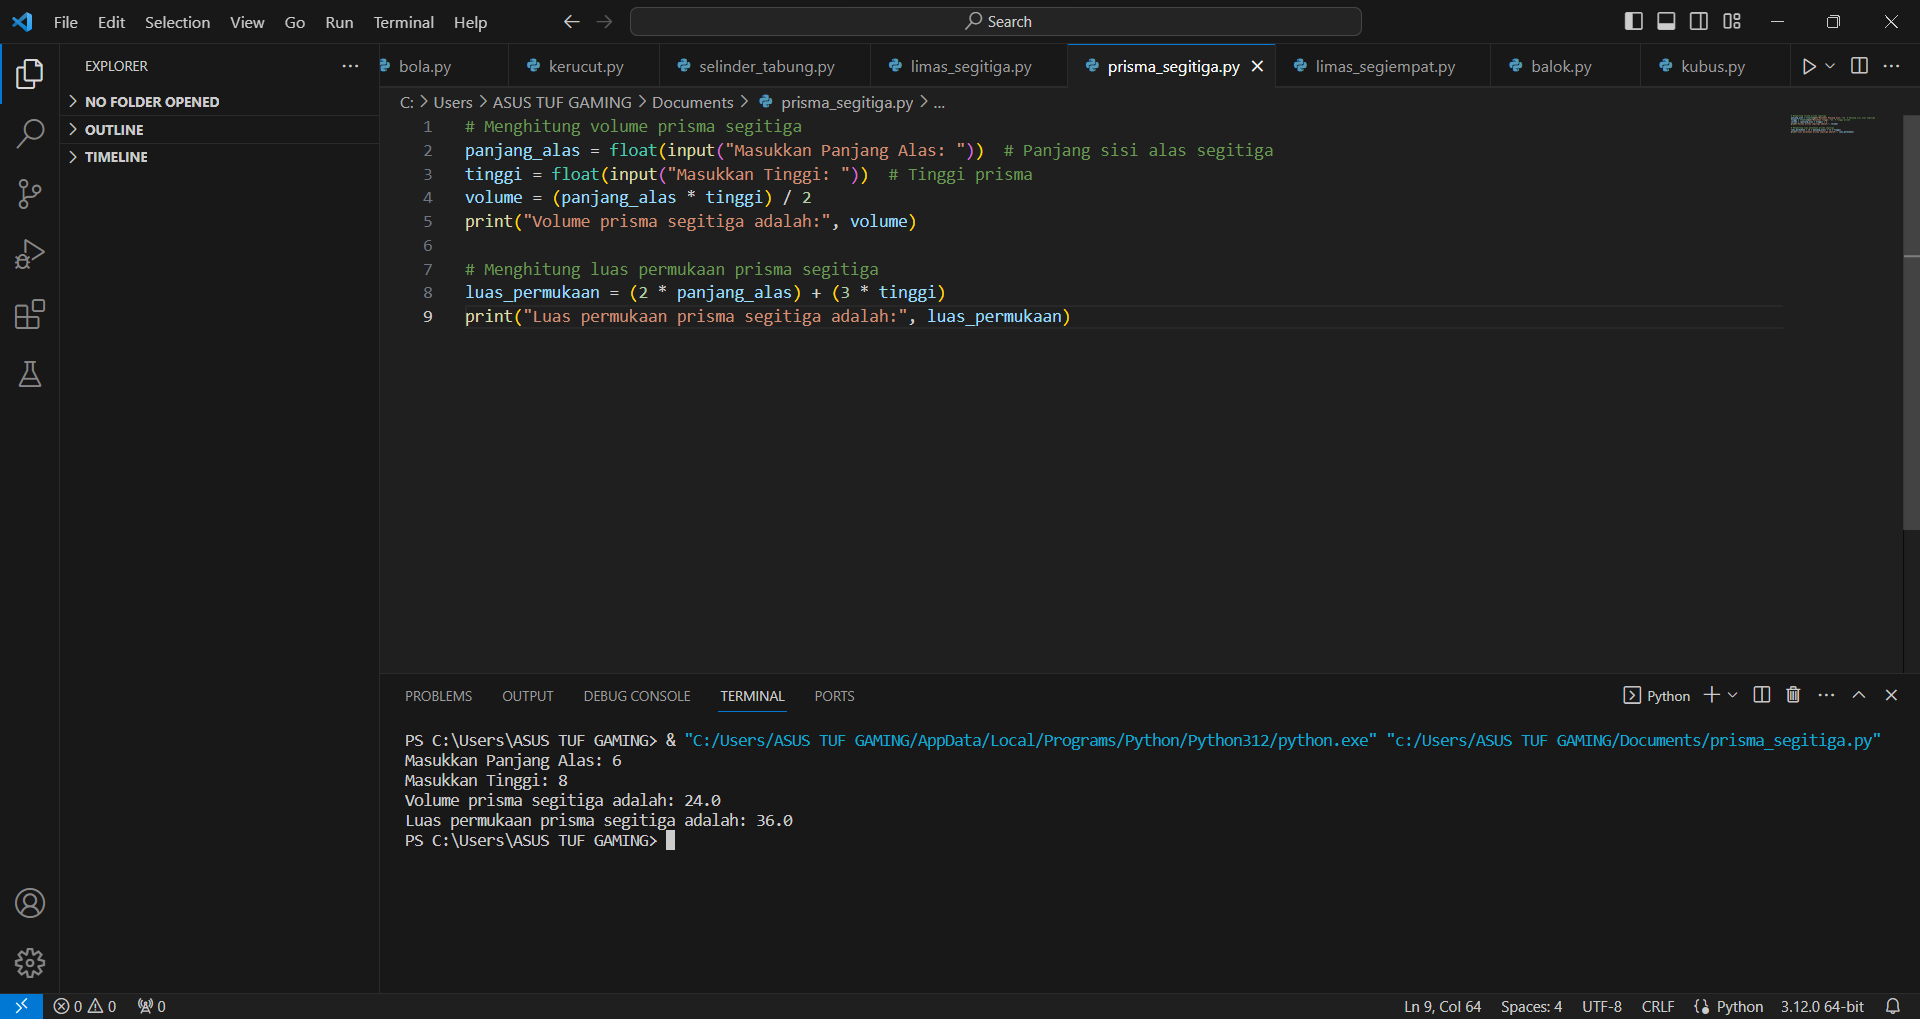 File Edit Selection View Go Run Terminal Help
Search
EXPLORER
NO FOLDER OPENED
OUTLINE
TIMELINE
bola.py kerucut.py selinder_tabung.py limas_segitiga.py prisma_segitiga.py limas_segiempat.py balok.py kubus.py
C: > Users > ASUS TUF GAMING > Documents > prisma_segitiga.py > ...
1 # Menghitung volume prisma segitiga
2 panjang_alas = float(input("Masukkan Panjang Alas: ")) # Panjang sisi alas segitiga
3 tinggi = float(input("Masukkan Tinggi: ")) # Tinggi prisma
4 volume = (panjang_alas * tinggi) / 2
5 print("Volume prisma segitiga adalah:", volume)
6
7 # Menghitung luas permukaan prisma segitiga
8 luas_permukaan = (2 * panjang_alas) + (3 * tinggi)
9 print("Luas permukaan prisma segitiga adalah:", luas_permukaan)
PROBLEMS OUTPUT DEBUG CONSOLE TERMINAL PORTS
Python
PS C:\Users\ASUS TUF GAMING> & "C:/Users/ASUS TUF GAMING/AppData/Local/Programs/Python/Python312/python.exe" "c:/Users/ASUS TUF GAMING/Documents/prisma_segitiga.py"
Masukkan Panjang Alas: 6
Masukkan Tinggi: 8
Volume prisma segitiga adalah: 24.0
Luas permukaan prisma segitiga adalah: 36.0
PS C:\Users\ASUS TUF GAMING>
0 0 0 Ln 9, Col 64 Spaces: 4 UTF-8 CRLF Python 3.12.0 64-bit